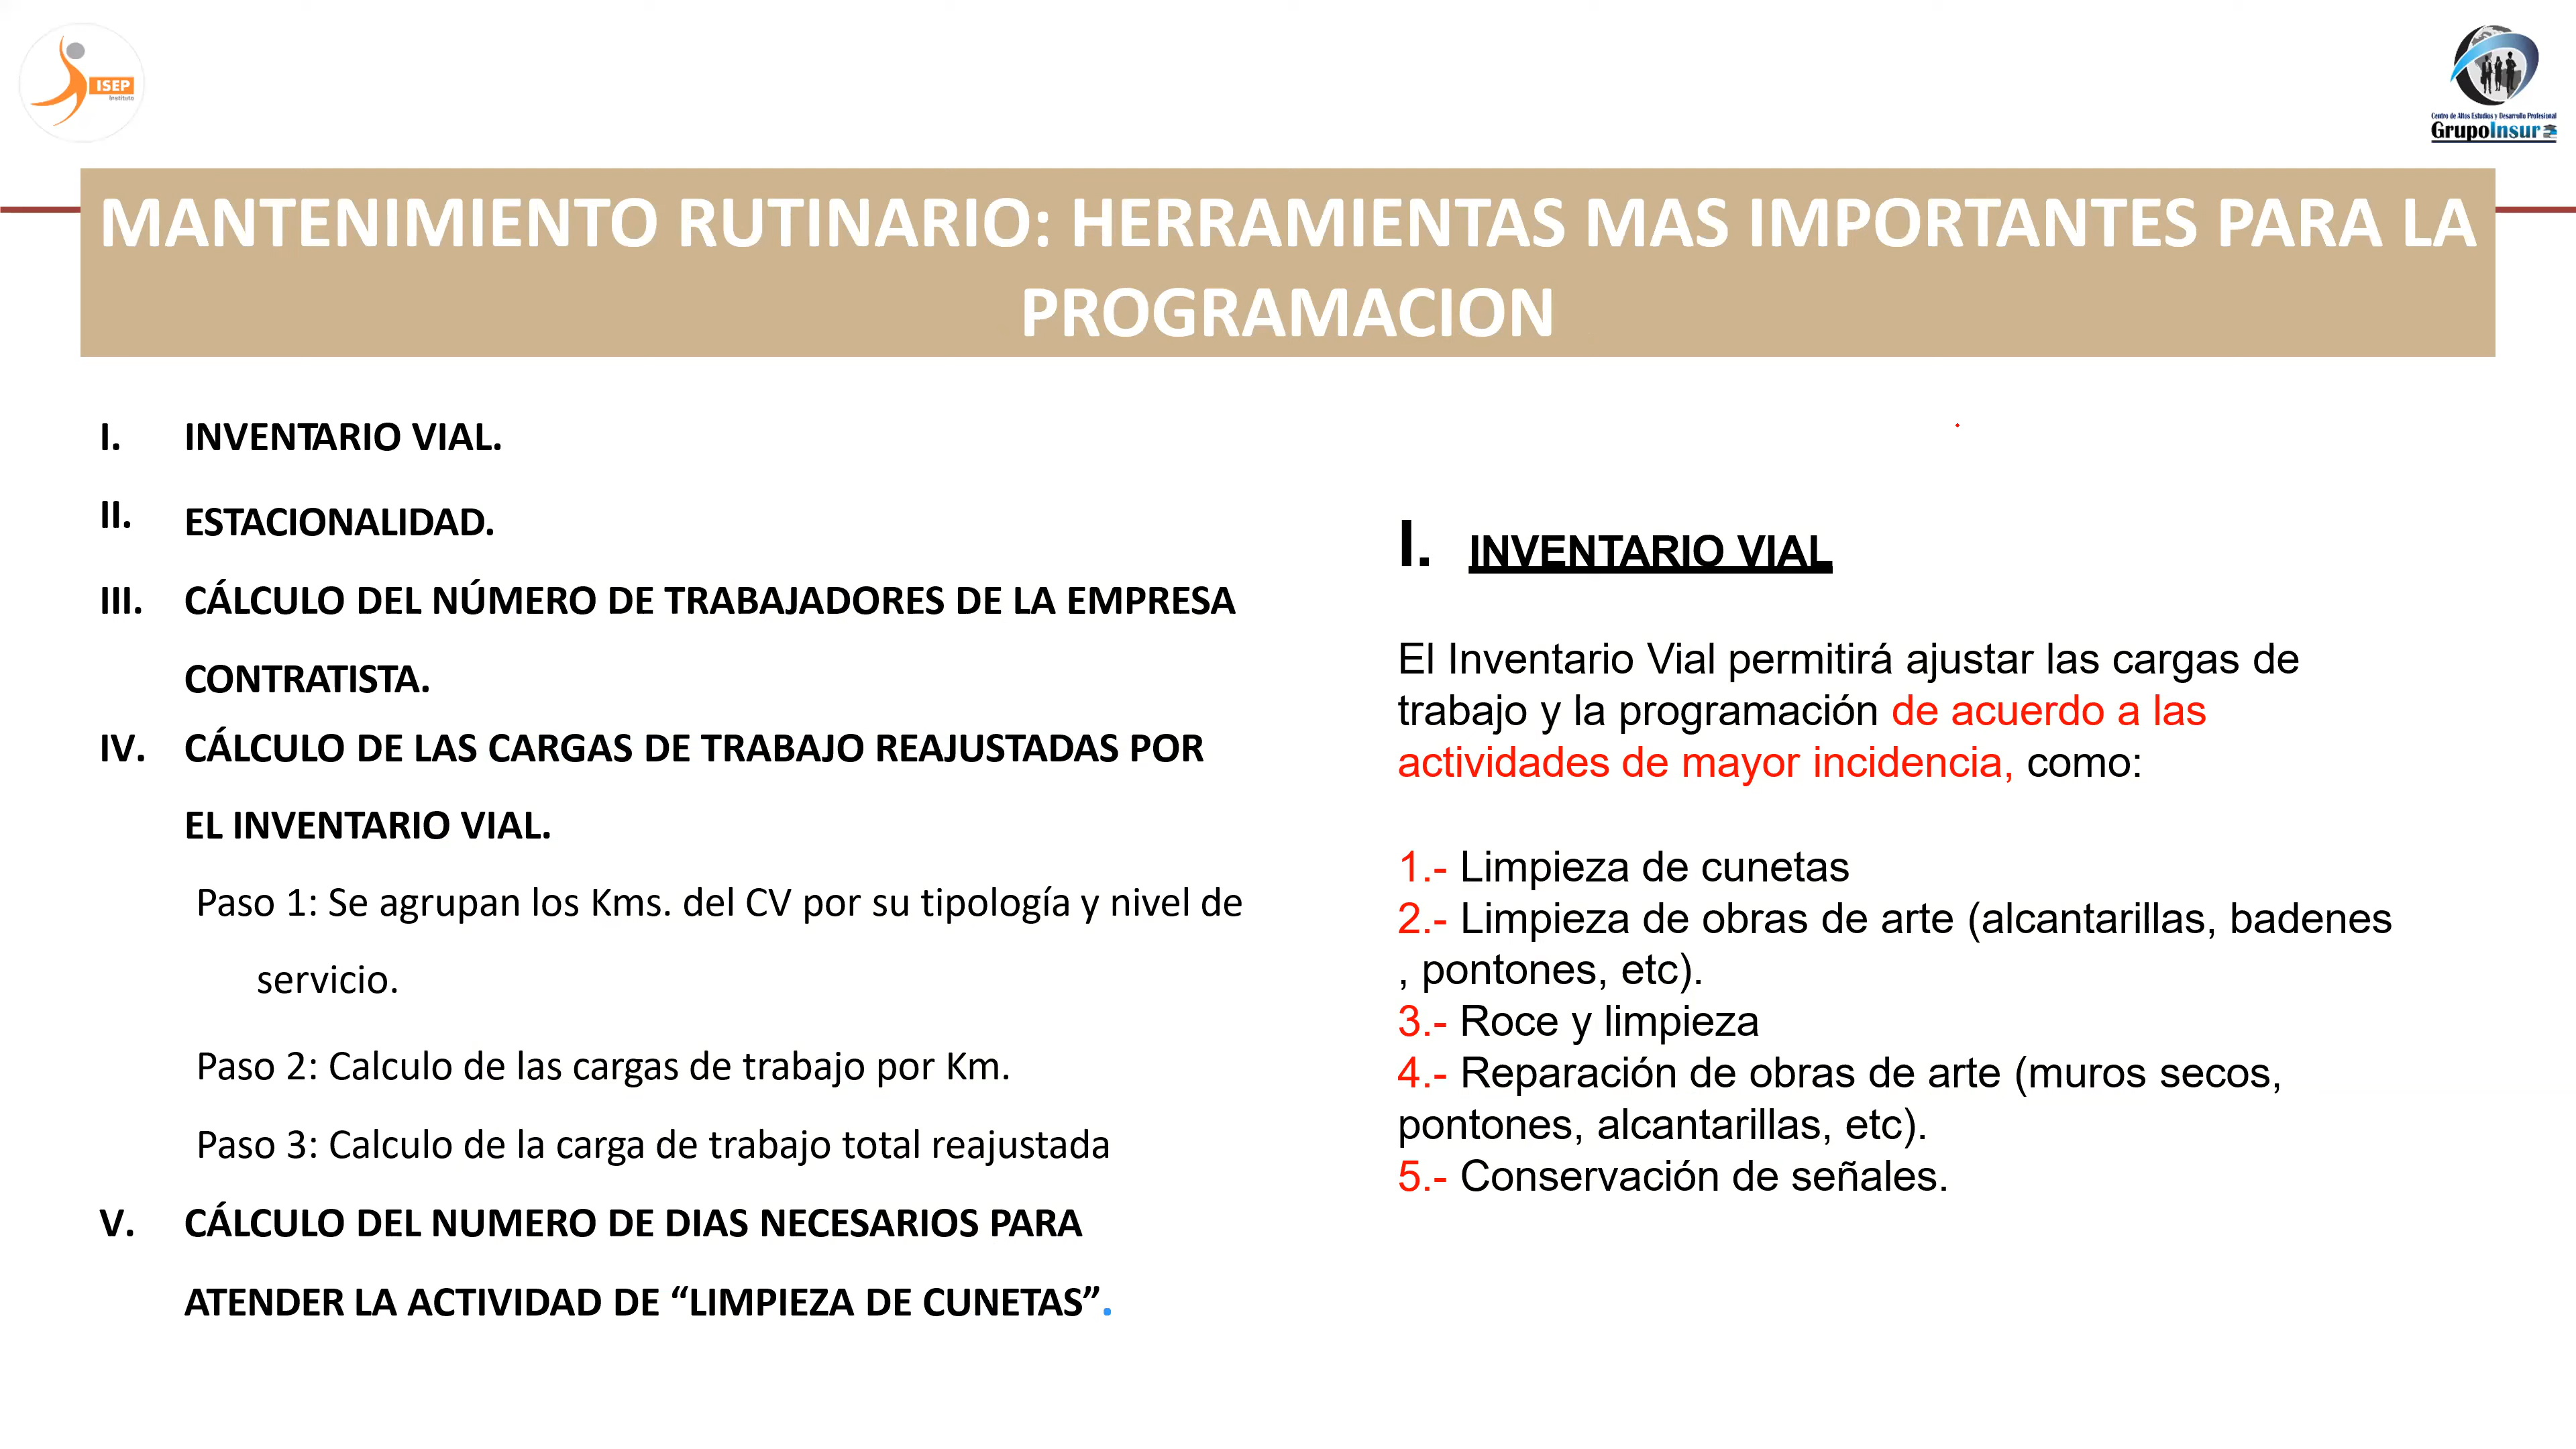 ISEP
Instituto
Centro de Altos Estudios y Desarrollo Profesional
GrupoInsur
MANTENIMIENTO RUTINARIO: HERRAMIENTAS MAS IMPORTANTES PARA LA
PROGRAMACION
I. INVENTARIO VIAL.
II. ESTACIONALIDAD.
III. CÁLCULO DEL NÚMERO DE TRABAJADORES DE LA EMPRESA
CONTRATISTA.
IV. CÁLCULO DE LAS CARGAS DE TRABAJO REAJUSTADAS POR
EL INVENTARIO VIAL.
Paso 1: Se agrupan los Kms. del CV por su tipología y nivel de
servicio.
Paso 2: Calculo de las cargas de trabajo por Km.
Paso 3: Calculo de la carga de trabajo total reajustada
V. CÁLCULO DEL NUMERO DE DIAS NECESARIOS PARA
ATENDER LA ACTIVIDAD DE “LIMPIEZA DE CUNETAS”.
I. INVENTARIO VIAL
El Inventario Vial permitirá ajustar las cargas de
trabajo y la programación de acuerdo a las
actividades de mayor incidencia, como:
1.- Limpieza de cunetas
2.- Limpieza de obras de arte (alcantarillas, badenes
, pontones, etc).
3.- Roce y limpieza
4.- Reparación de obras de arte (muros secos,
pontones, alcantarillas, etc).
5.- Conservación de señales.